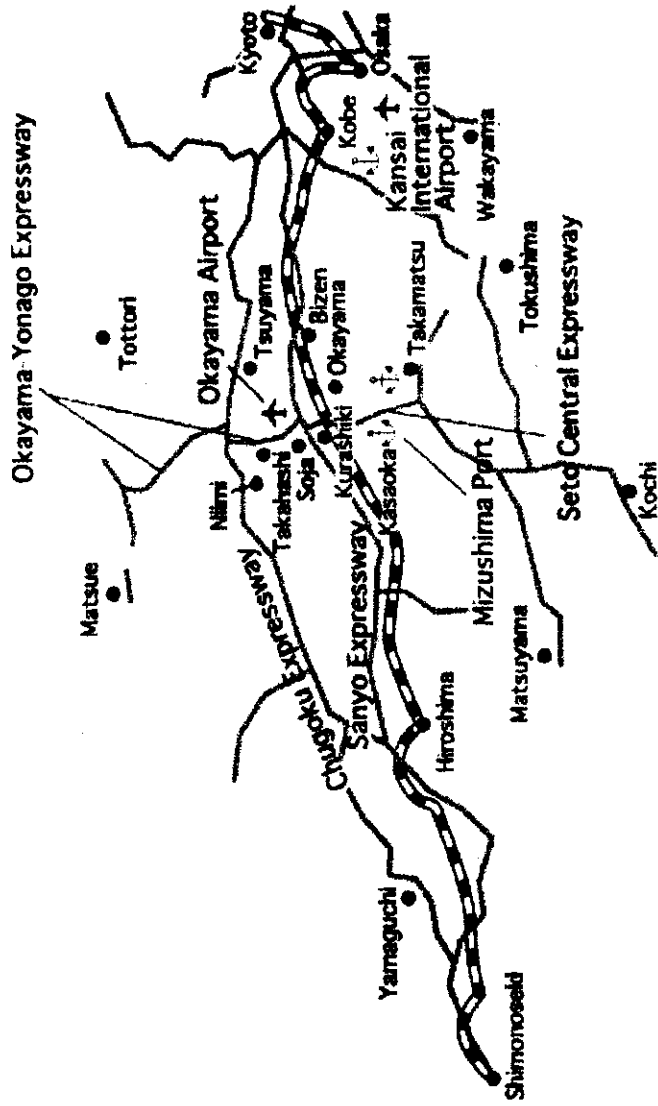 Okayama-Yonago Expressway
Matsue
Tottori
Okayama Airport
Kyoto
Niimi
Tsuyama
Takahashi
Soja
Chugoku Expressway
Bizen
Kobe
Osaka
Kurashiki
Okayama
Kasaoka
Sanyo Expressway
Kansai
International
Airport
Takamatsu
Wakayama
Yamaguchi
Hiroshima
Mizushima Port
Tokushima
Shimonoseki
Matsuyama
Seto Central Expressway
Kochi